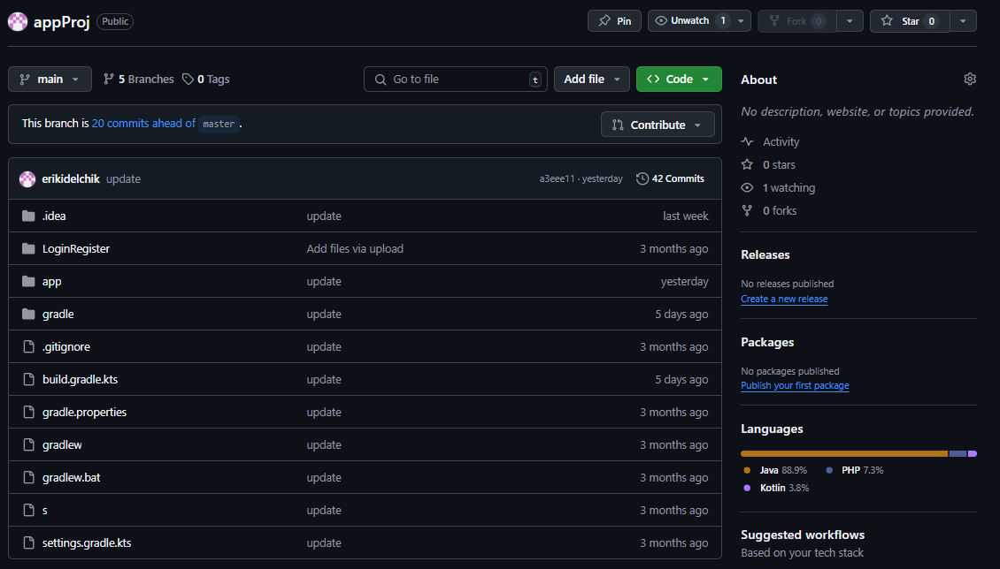 appProj Public Pin Unwatch 1 Fork 0 Star 0
main 5 Branches 0 Tags Go to file t Add file Code
This branch is 20 commits ahead of master . Contribute
erikidelchik update a3eee11 · yesterday 42 Commits
.idea update last week
LoginRegister Add files via upload 3 months ago
app update yesterday
gradle update 5 days ago
.gitignore update 3 months ago
build.gradle.kts update 5 days ago
gradle.properties update 3 months ago
gradlew update 3 months ago
gradlew.bat update 3 months ago
s update 3 months ago
settings.gradle.kts update 3 months ago
About
No description, website, or topics provided.
Activity
0 stars
1 watching
0 forks
Releases
No releases published
Create a new release
Packages
No packages published
Publish your first package
Languages
Java 88.9% PHP 7.3%
Kotlin 3.8%
Suggested workflows
Based on your tech stack